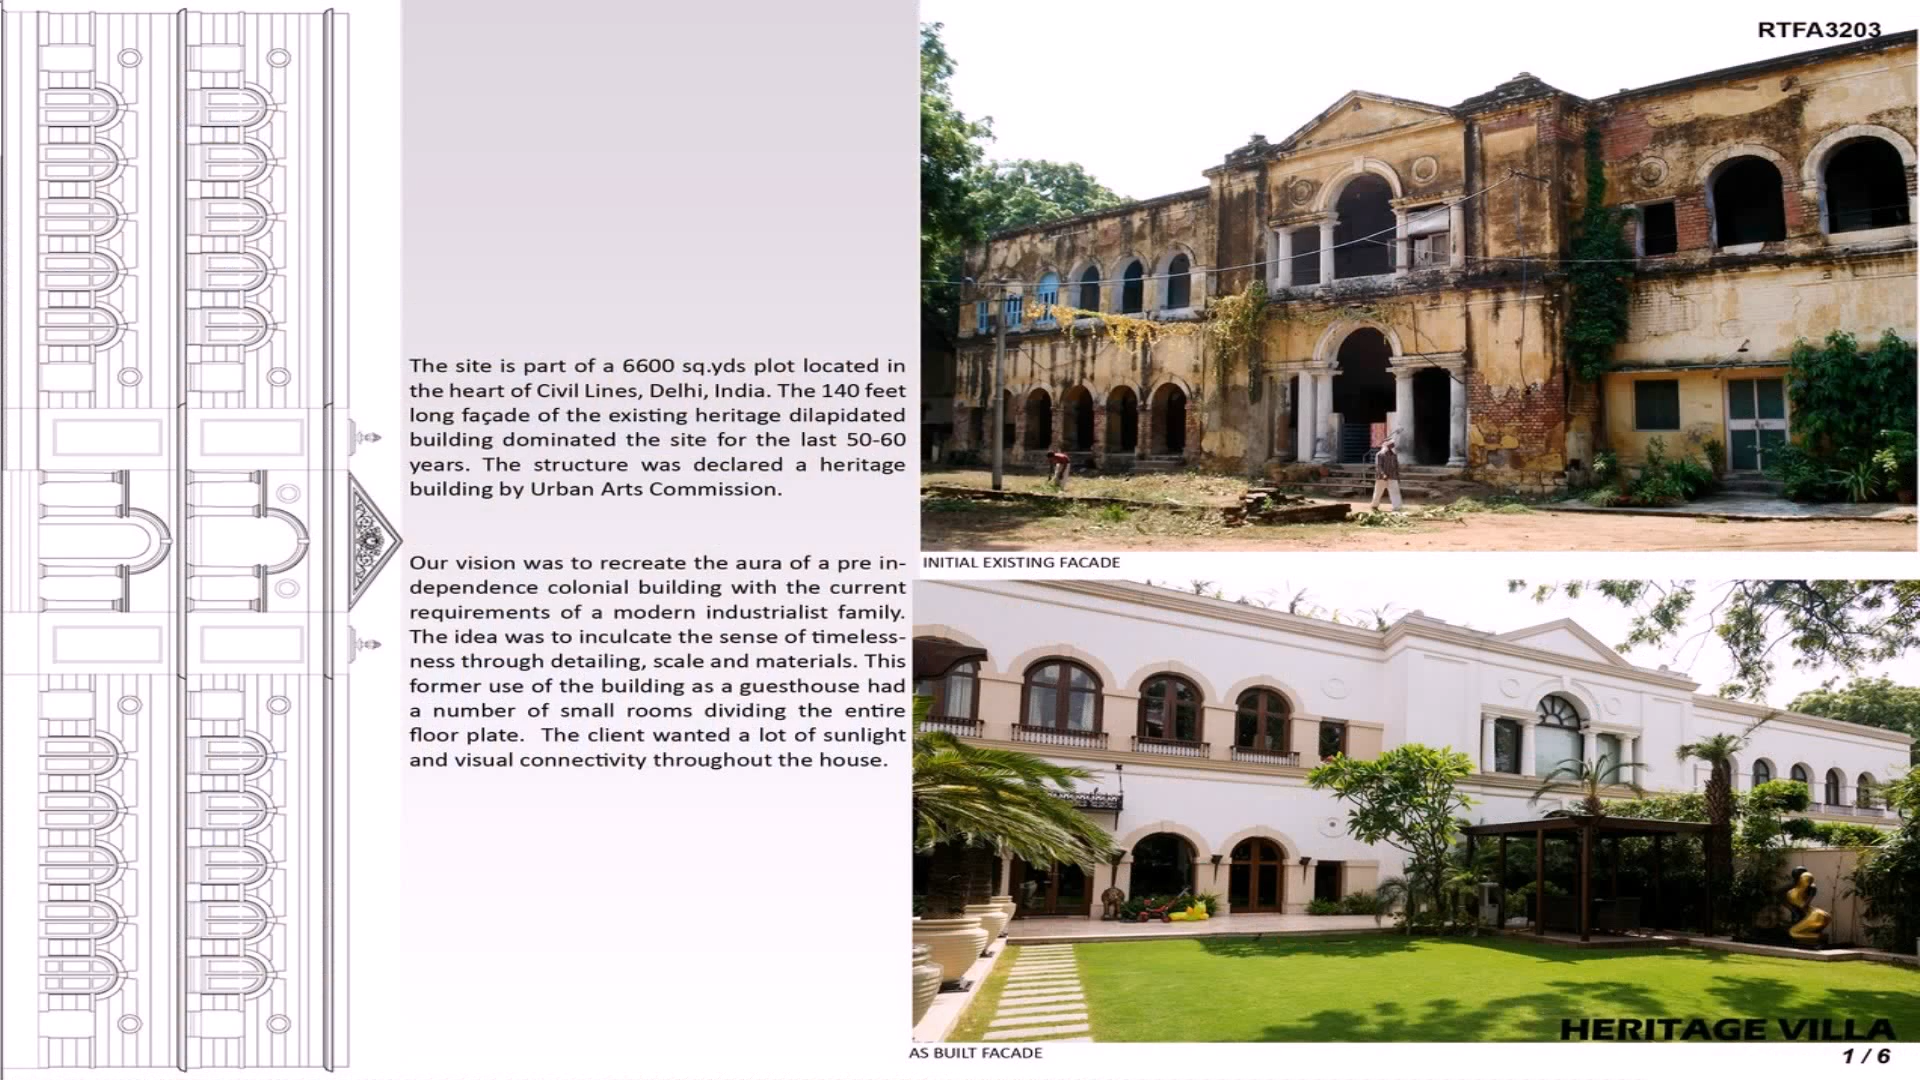 RTFA3203
The site is part of a 6600 sq.yds plot located in
the heart of Civil Lines, Delhi, India. The 140 feet
long façade of the existing heritage dilapidated
building dominated the site for the last 50-60
years. The structure was declared a heritage
building by Urban Arts Commission.
Our vision was to recreate the aura of a pre in-
dependence colonial building with the current
requirements of a modern industrialist family.
The idea was to inculcate the sense of timeless-
ness through detailing, scale and materials. This
former use of the building as a guesthouse had
a number of small rooms dividing the entire
floor plate. The client wanted a lot of sunlight
and visual connectivity throughout the house.
INITIAL EXISTING FACADE
HERITAGE VILLA
AS BUILT FACADE
1 / 6